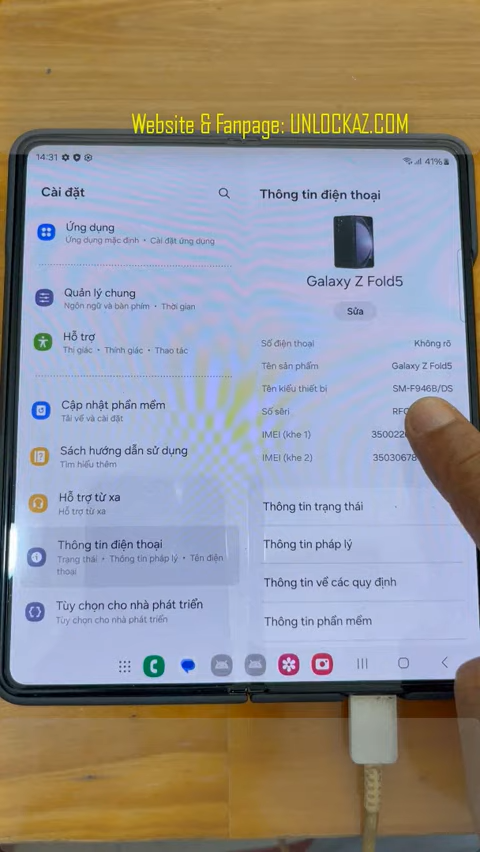 Website & Fanpage: UNLOCKAZ.COM
14:31
41%
Cài đặt
Ứng dụng
Ứng dụng mặc định • Cài đặt ứng dụng
Quản lý chung
Ngôn ngữ và bàn phím • Thời gian
Hỗ trợ
Thị giác • Thính giác • Thao tác
Cập nhật phần mềm
Tải về và cài đặt
Sách hướng dẫn sử dụng
Tìm hiểu thêm
Hỗ trợ từ xa
Hỗ trợ từ xa
Thông tin điện thoại
Trạng thái • Thông tin pháp lý • Tên điện
thoại
Tùy chọn cho nhà phát triển
Tùy chọn cho nhà phát triển
Thông tin điện thoại
Galaxy Z Fold5
Sửa
Số điện thoại Không rõ
Tên sản phẩm Galaxy Z Fold5
Tên kiểu thiết bị SM-F946B/DS
Số sêri
IMEI (khe 1)
IMEI (khe 2) 35030678
Thông tin trạng thái
Thông tin pháp lý
Thông tin về các quy định
Thông tin phần mềm